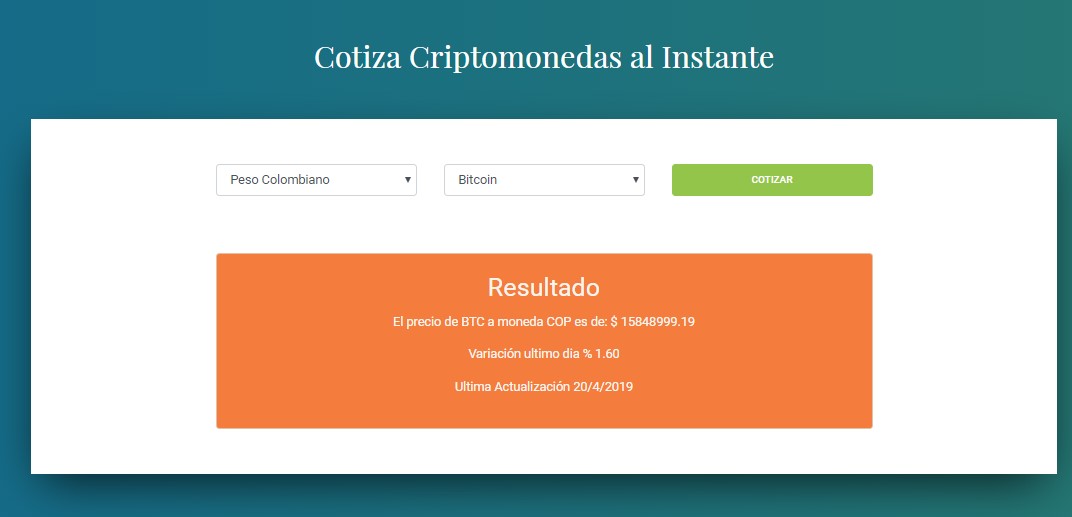 Cotiza Criptomonedas al Instante
Peso Colombiano
Bitcoin
COTIZAR
Resultado
El precio de BTC a moneda COP es de: $ 15848999.19
Variación ultimo dia % 1.60
Ultima Actualización 20/4/2019